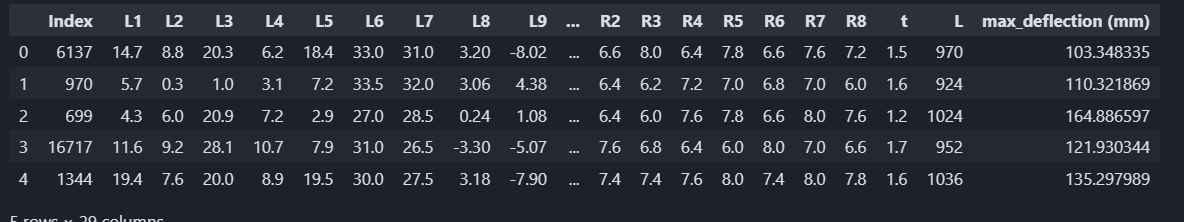 Index L1 L2 L3 L4 L5 L6 L7 L8 L9 ... R2 R3 R4 R5 R6 R7 R8 t L max_deflection (mm)
0 6137 14.7 8.8 20.3 6.2 18.4 33.0 31.0 3.20 -8.02 ... 6.6 8.0 6.4 7.8 6.6 7.6 7.2 1.5 970 103.348335
1 970 5.7 0.3 1.0 3.1 7.2 33.5 32.0 3.06 4.38 ... 6.4 6.2 7.2 7.0 6.8 7.0 6.0 1.6 924 110.321869
2 699 4.3 6.0 20.9 7.2 2.9 27.0 28.5 0.24 1.08 ... 6.4 6.0 7.6 7.8 6.6 8.0 7.6 1.2 1024 164.886597
3 16717 11.6 9.2 28.1 10.7 7.9 31.0 26.5 -3.30 -5.07 ... 7.6 6.8 6.4 6.0 8.0 7.0 6.6 1.7 952 121.930344
4 1344 19.4 7.6 20.0 8.9 19.5 30.0 27.5 3.18 -7.90 ... 7.4 7.4 7.6 8.0 7.4 8.0 7.8 1.6 1036 135.297989
5 rows × 29 columns